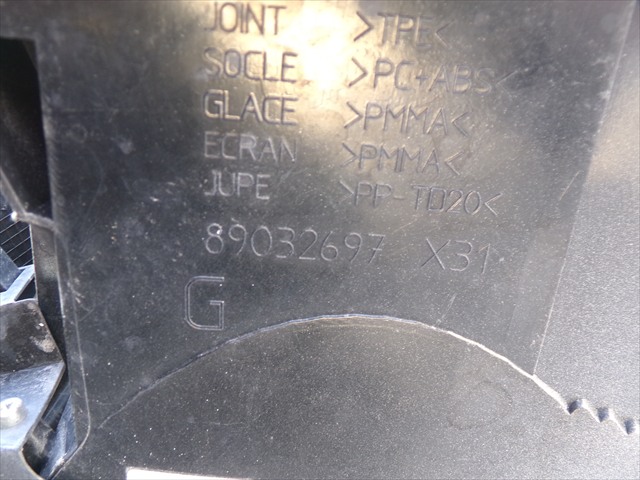 JOINT >TPE<
SOCLE >PC+ABS<
GLACE >PMMA<
ECRAN >PMMA<
JUPE >PP-TD20<
89032697 X31
G